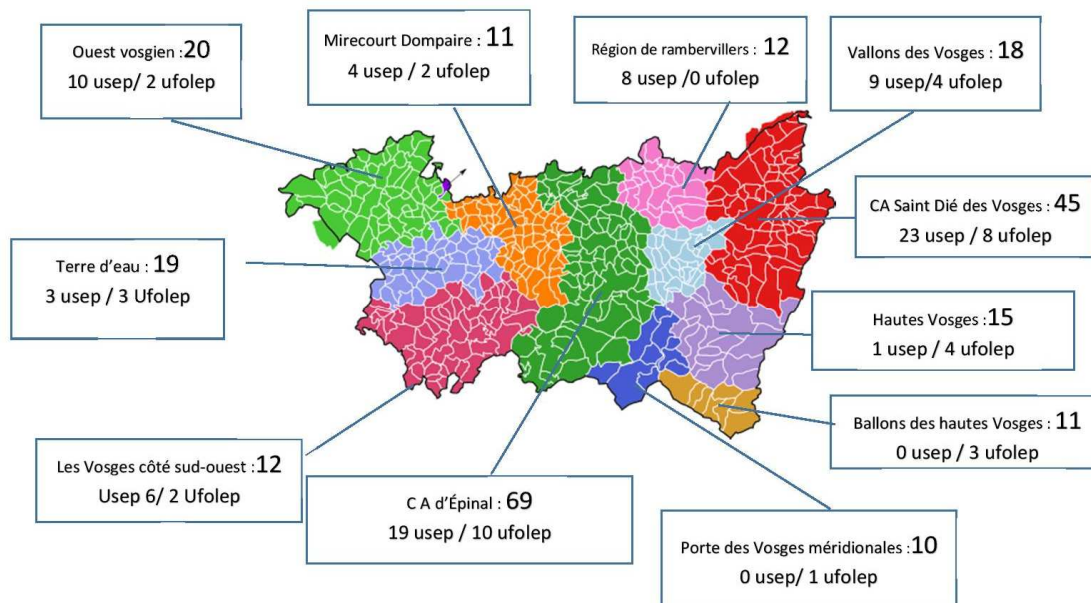 Ouest vosgien : 20
10 usep/ 2 ufolep
Mirecourt Dompaire : 11
4 usep / 2 ufolep
Région de rambervillers : 12
8 usep /0 ufolep
Vallons des Vosges : 18
9 usep/4 ufolep
CA Saint Dié des Vosges : 45
23 usep / 8 ufolep
Terre d'eau : 19
3 usep / 3 Ufolep
Hautes Vosges : 15
1 usep / 4 ufolep
Ballons des hautes Vosges : 11
0 usep / 3 ufolep
Les Vosges côté sud-ouest : 12
Usep 6/ 2 Ufolep
C A d'Épinal : 69
19 usep / 10 ufolep
Porte des Vosges méridionales : 10
0 usep/ 1 ufolep